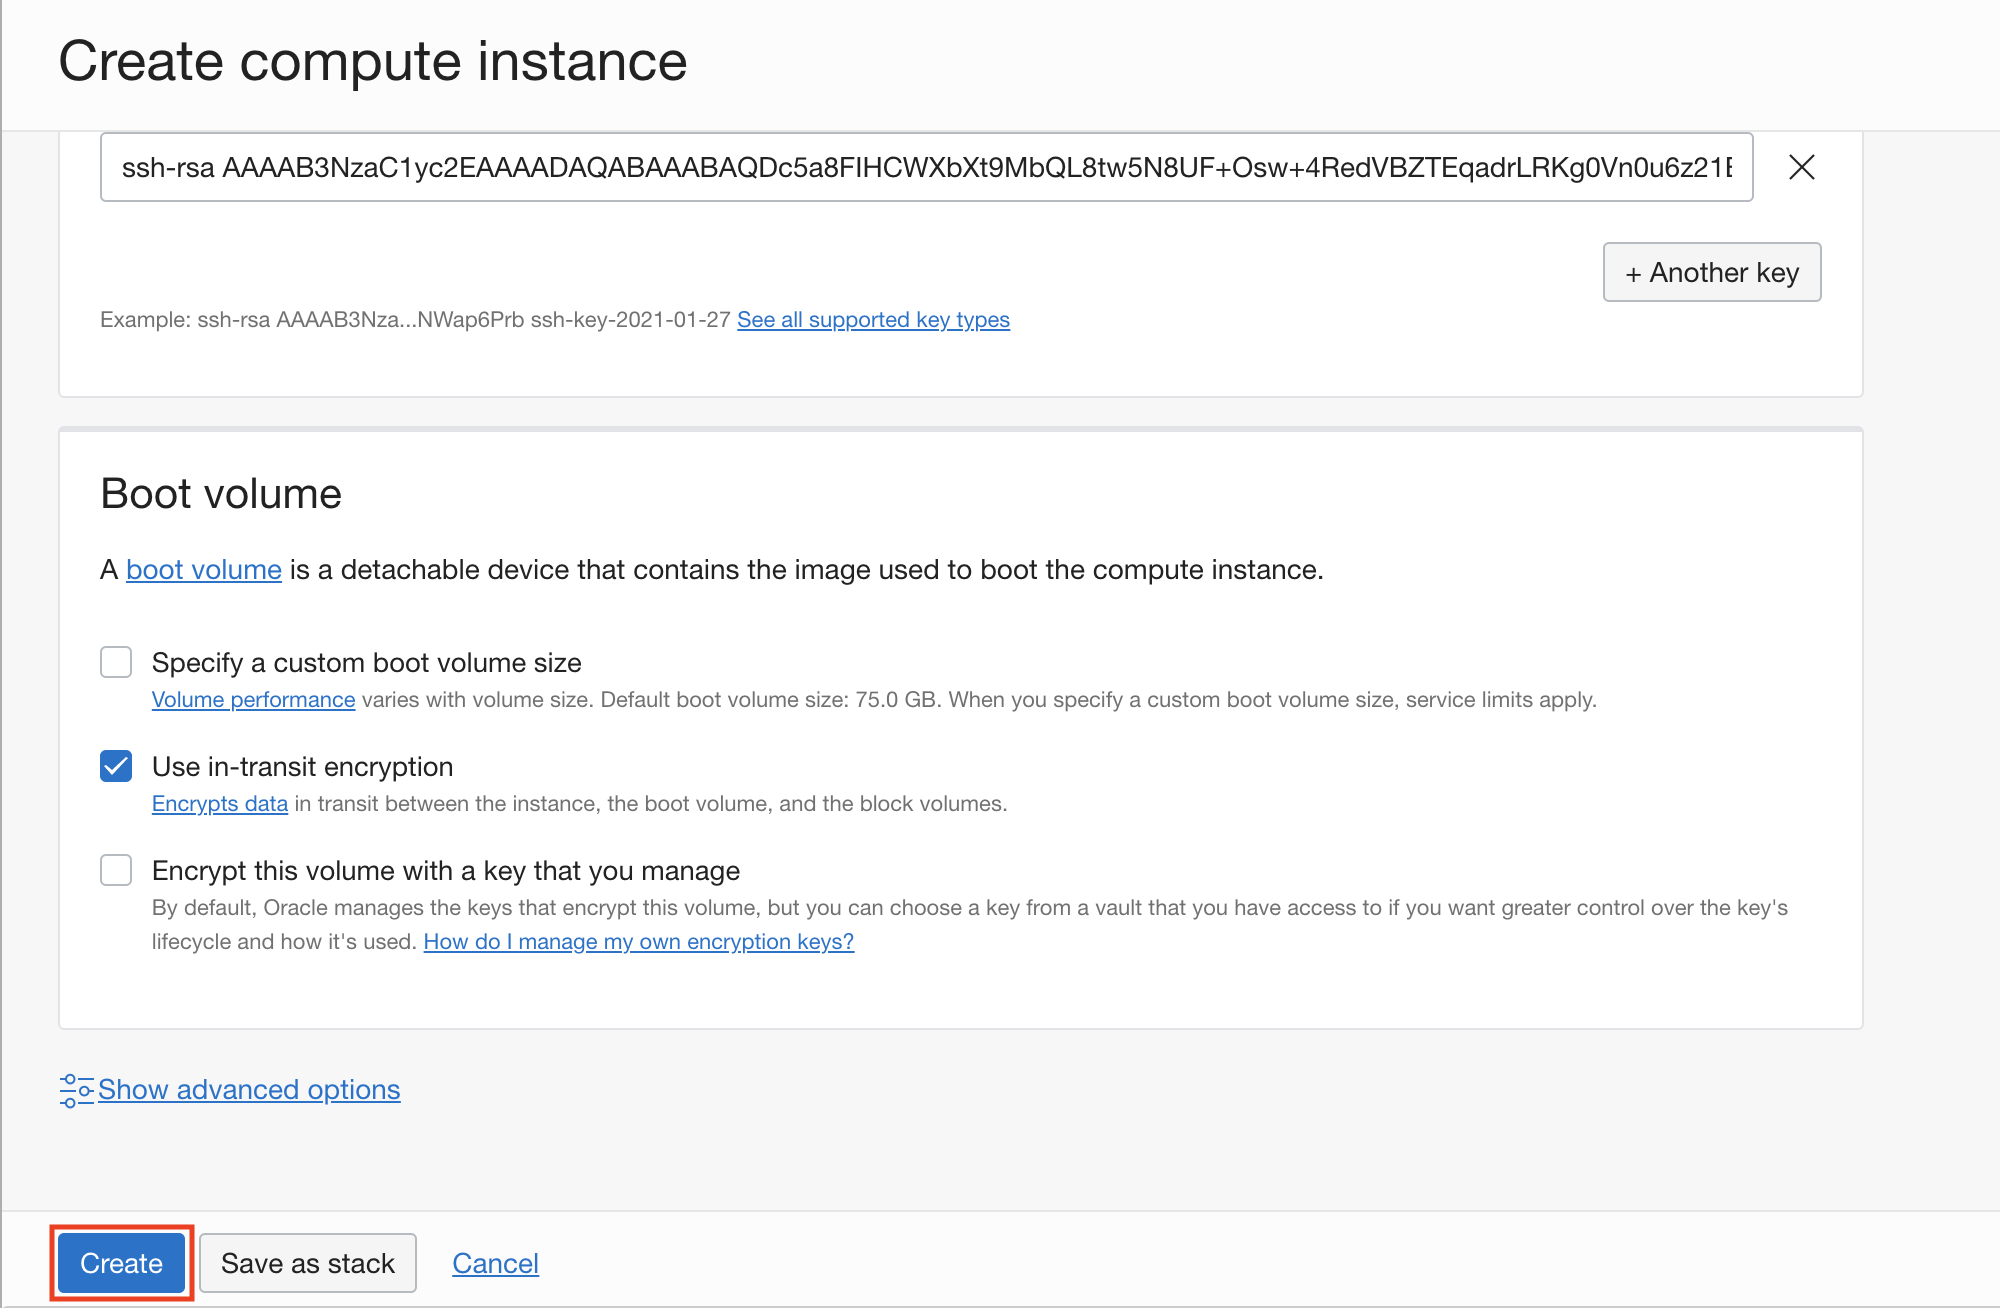 Create compute instance
ssh-rsa AAAAB3NzaC1yc2EAAAADAQABAAABAQDc5a8FIHCWXbXt9MbQL8tw5N8UF+Osw+4RedVBZTEqadrLRKg0Vn0u6z21E
+ Another key
Example: ssh-rsa AAAAB3Nza...NWap6Prb ssh-key-2021-01-27 See all supported key types
Boot volume
A boot volume is a detachable device that contains the image used to boot the compute instance.
Specify a custom boot volume size
Volume performance varies with volume size. Default boot volume size: 75.0 GB. When you specify a custom boot volume size, service limits apply.
Use in-transit encryption
Encrypts data in transit between the instance, the boot volume, and the block volumes.
Encrypt this volume with a key that you manage
By default, Oracle manages the keys that encrypt this volume, but you can choose a key from a vault that you have access to if you want greater control over the key's
lifecycle and how it's used. How do I manage my own encryption keys?
Show advanced options
Create Save as stack Cancel